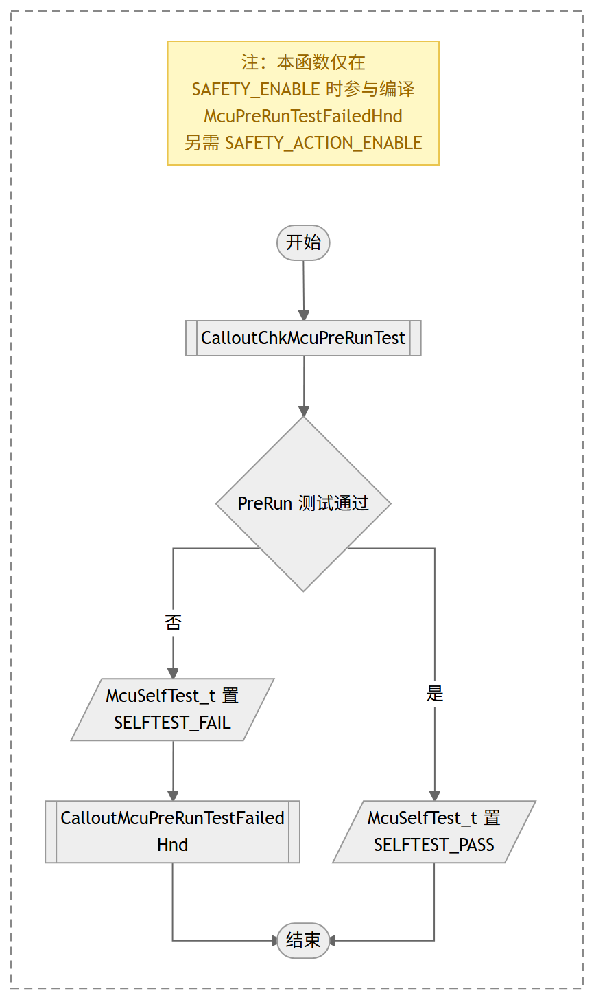 注：本函数仅在
SAFETY_ENABLE 时参与编译
McuPreRunTestFailedHnd
另需 SAFETY_ACTION_ENABLE
开始
CalloutChkMcuPreRunTest
PreRun 测试通过
否
是
McuSelfTest_t 置
SELFTEST_FAIL
CalloutMcuPreRunTestFailed
Hnd
McuSelfTest_t 置
SELFTEST_PASS
结束